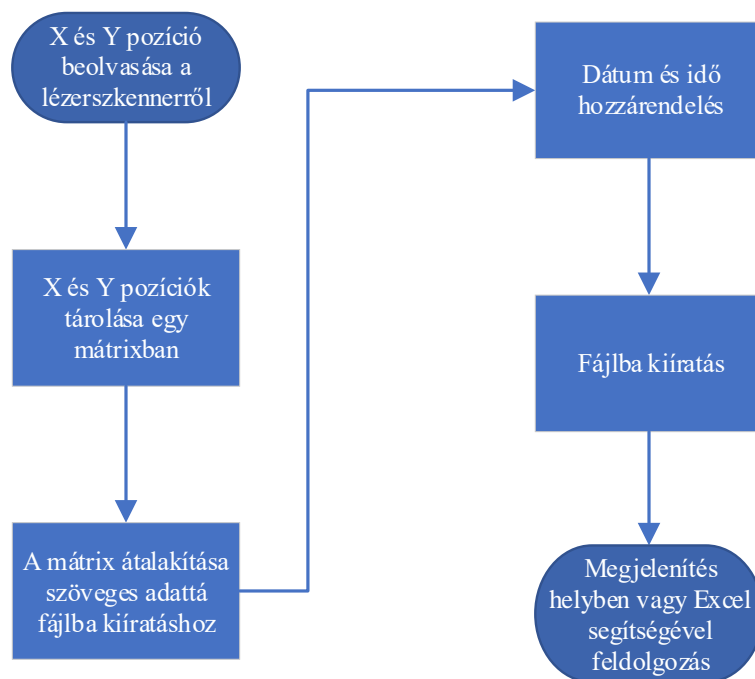 X és Y pozíció
beolvasása a
lézerszkennerről
X és Y pozíciók
tárolása egy
mátrixban
A mátrix átalakítása
szöveges adattá
fájlba kiíratáshoz
Dátum és idő
hozzárendelés
Fájlba kiíratás
Megjelenítés
helyben vagy Excel
segítségével
feldolgozás